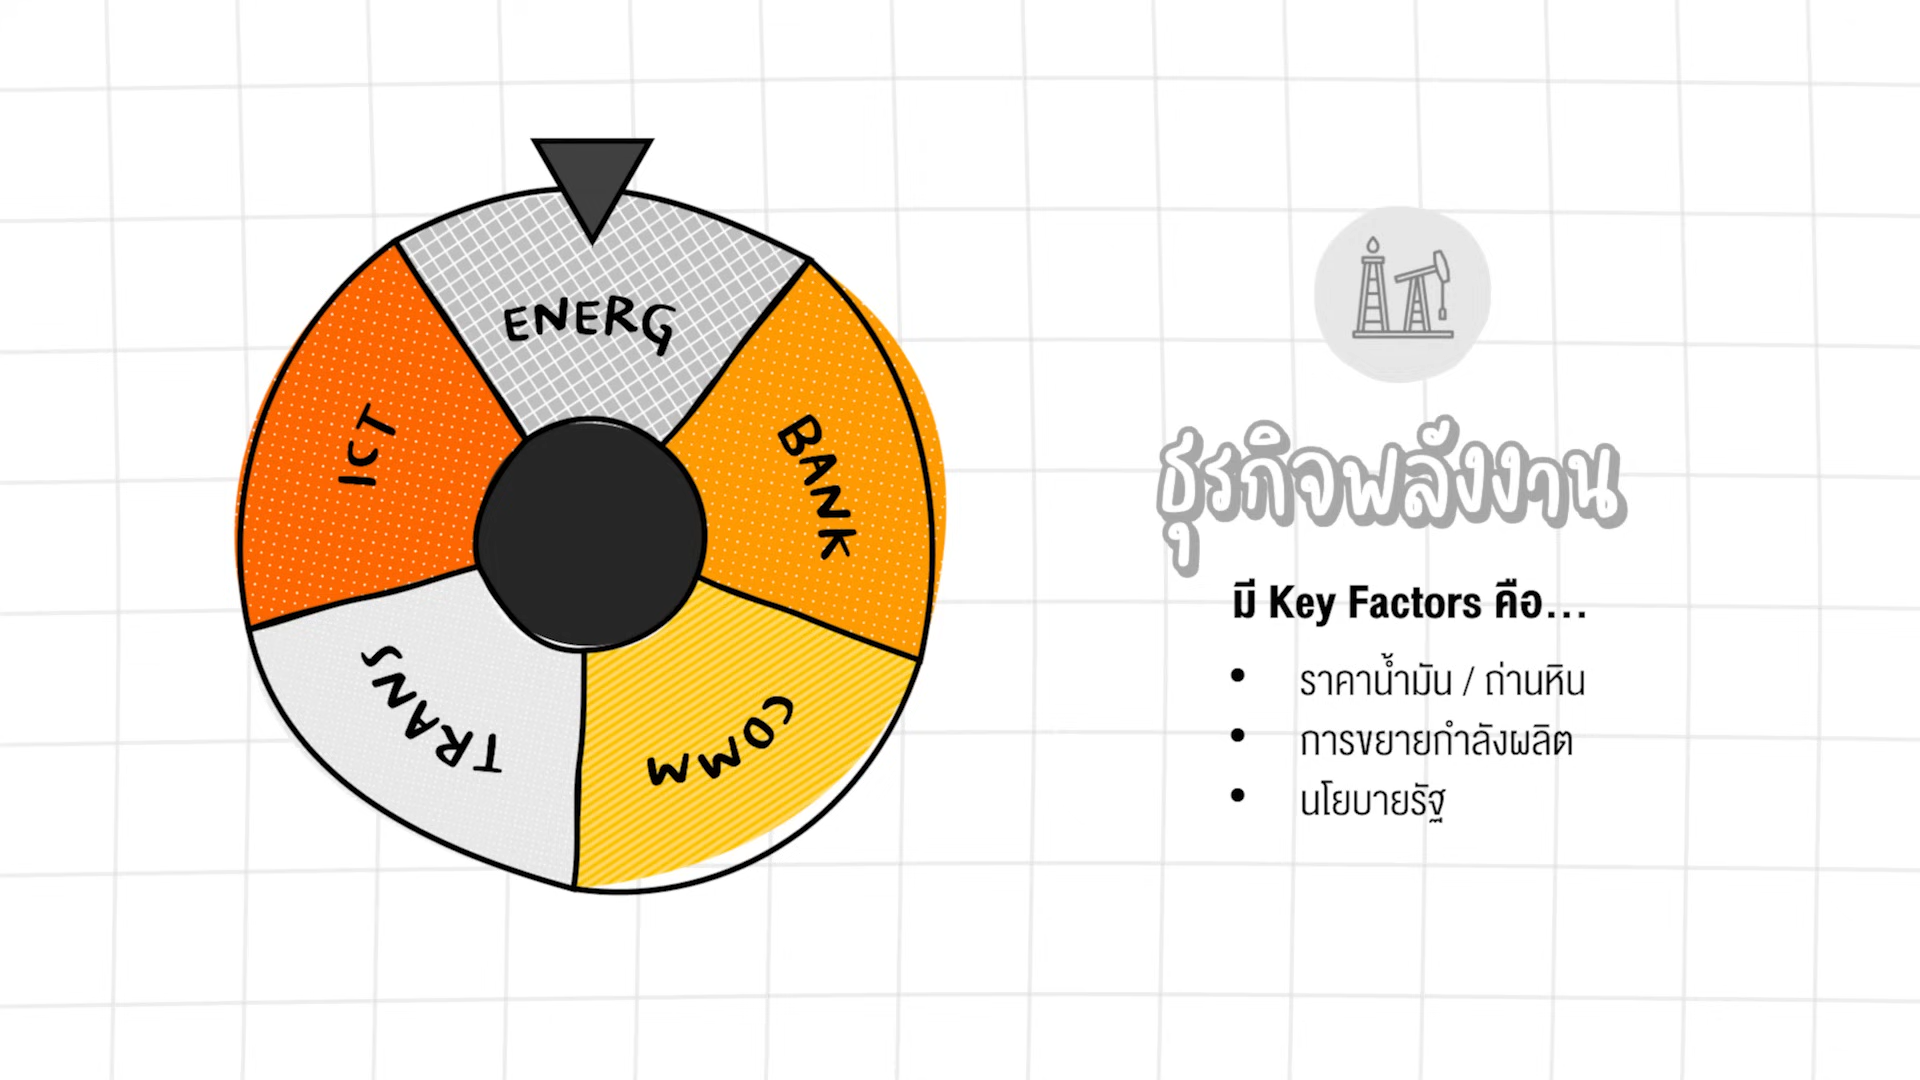 ENERG
BANK
COMM
TRANS
ICT
ธุรกิจพลังงาน
มี Key Factors คือ...
• ราคาน้ำมัน / ถ่านหิน
• การขยายกำลังผลิต
• นโยบายรัฐ